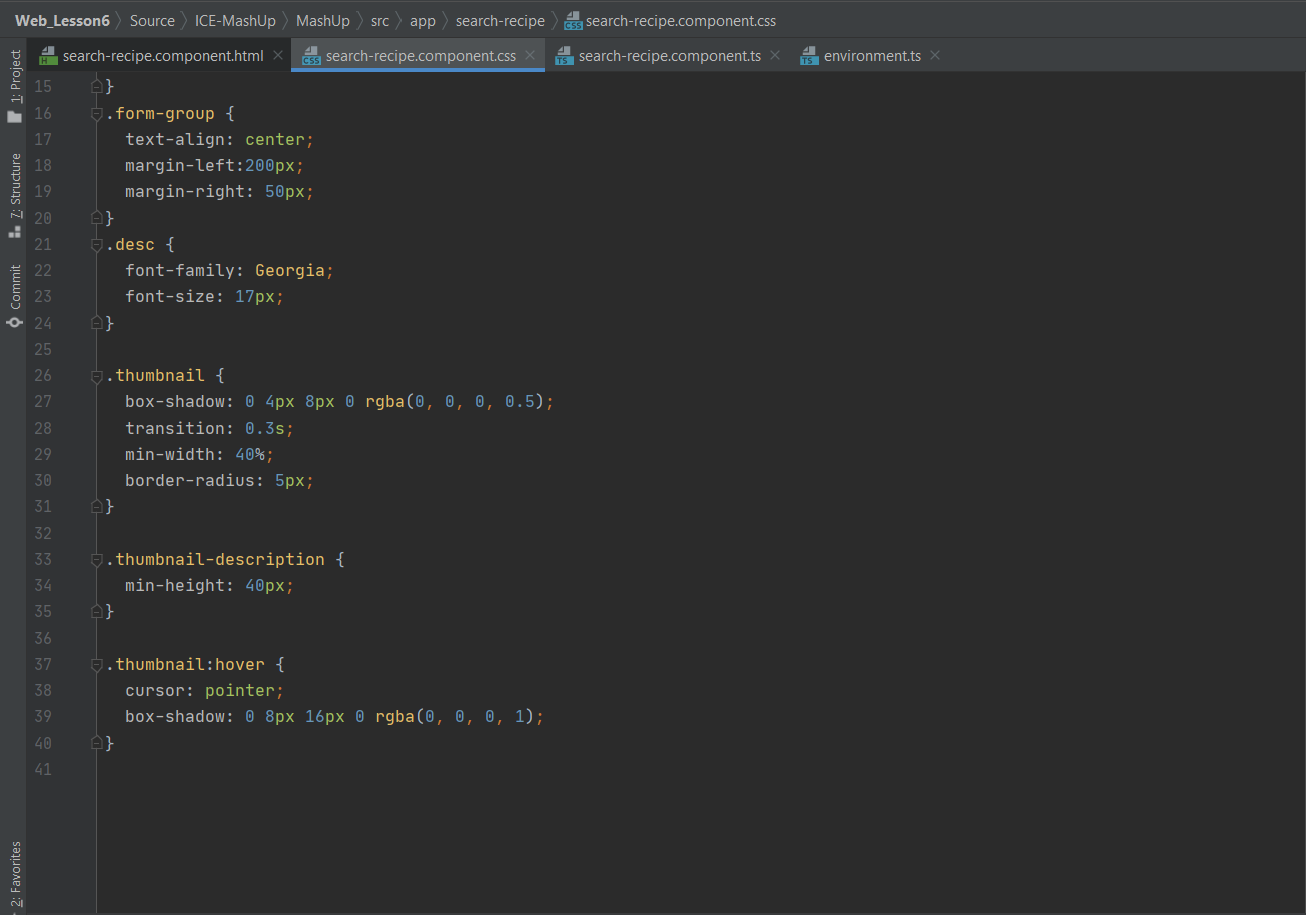 Web_Lesson6 Source ICE-MashUp MashUp src app search-recipe CSS search-recipe.component.css
H search-recipe.component.html CSS search-recipe.component.css TS search-recipe.component.ts TS environment.ts
1: Project
7: Structure
Commit
2: Favorites
15 }
16 .form-group {
17 text-align: center;
18 margin-left:200px;
19 margin-right: 50px;
20 }
21 .desc {
22 font-family: Georgia;
23 font-size: 17px;
24 }
25
26 .thumbnail {
27 box-shadow: 0 4px 8px 0 rgba(0, 0, 0, 0.5);
28 transition: 0.3s;
29 min-width: 40%;
30 border-radius: 5px;
31 }
32
33 .thumbnail-description {
34 min-height: 40px;
35 }
36
37 .thumbnail:hover {
38 cursor: pointer;
39 box-shadow: 0 8px 16px 0 rgba(0, 0, 0, 1);
40 }
41